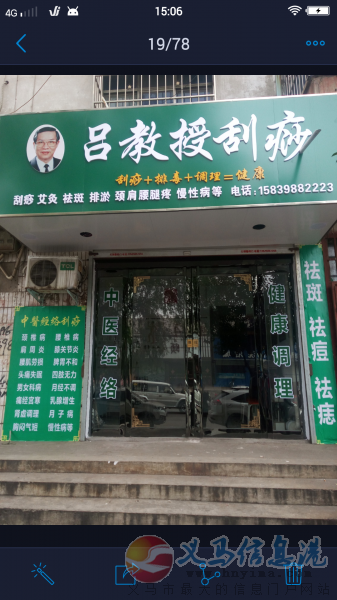 4G
15:06
19/78
吕教授刮痧
刮痧+排毒+调理=健康
刮痧 艾灸 祛斑 排淤 颈肩腰腿疼 慢性病等 电话:15839882223
中醫经络刮痧
颈椎病 腰椎病
肩周炎 膝关节炎
腰肌劳损 脾胃不和
头痛失眠 四肢无力
男女科病 月经不调
痛经宫寒 乳腺增生
肾虚调理 月子病
胸闷气短 慢性病等
中医经络
健康调理
祛斑 祛痘 祛痣
义马信息港